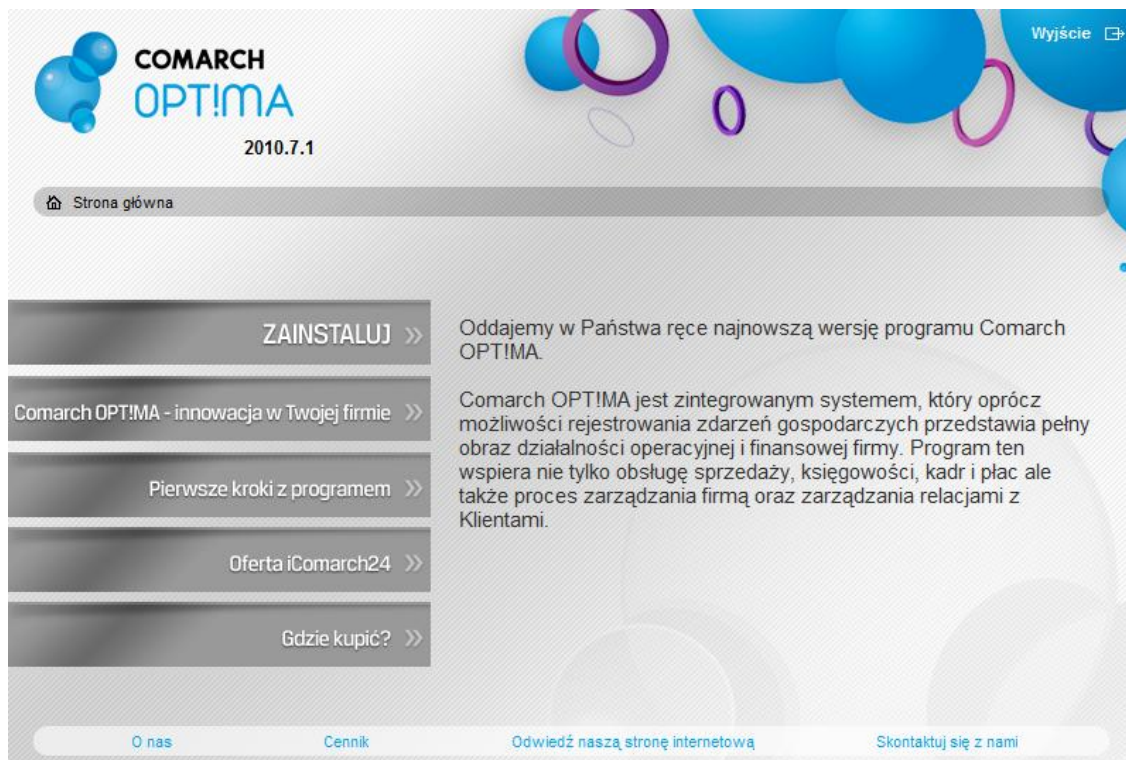 Wyjście
COMARCH
OPT!MA
2010.7.1
Strona główna
ZAINSTALUJ
Comarch OPT!MA - innowacja w Twojej firmie
Pierwsze kroki z programem
Oferta iComarch24
Gdzie kupić?
Oddajemy w Państwa ręce najnowszą wersję programu Comarch
OPT!MA.
Comarch OPT!MA jest zintegrowanym systemem, który oprócz
możliwości rejestrowania zdarzeń gospodarczych przedstawia pełny
obraz działalności operacyjnej i finansowej firmy. Program ten
wspiera nie tylko obsługę sprzedaży, księgowości, kadr i płac ale
także proces zarządzania firmą oraz zarządzania relacjami z
Klientami.
O nas Cennik Odwiedź naszą stronę internetową Skontaktuj się z nami